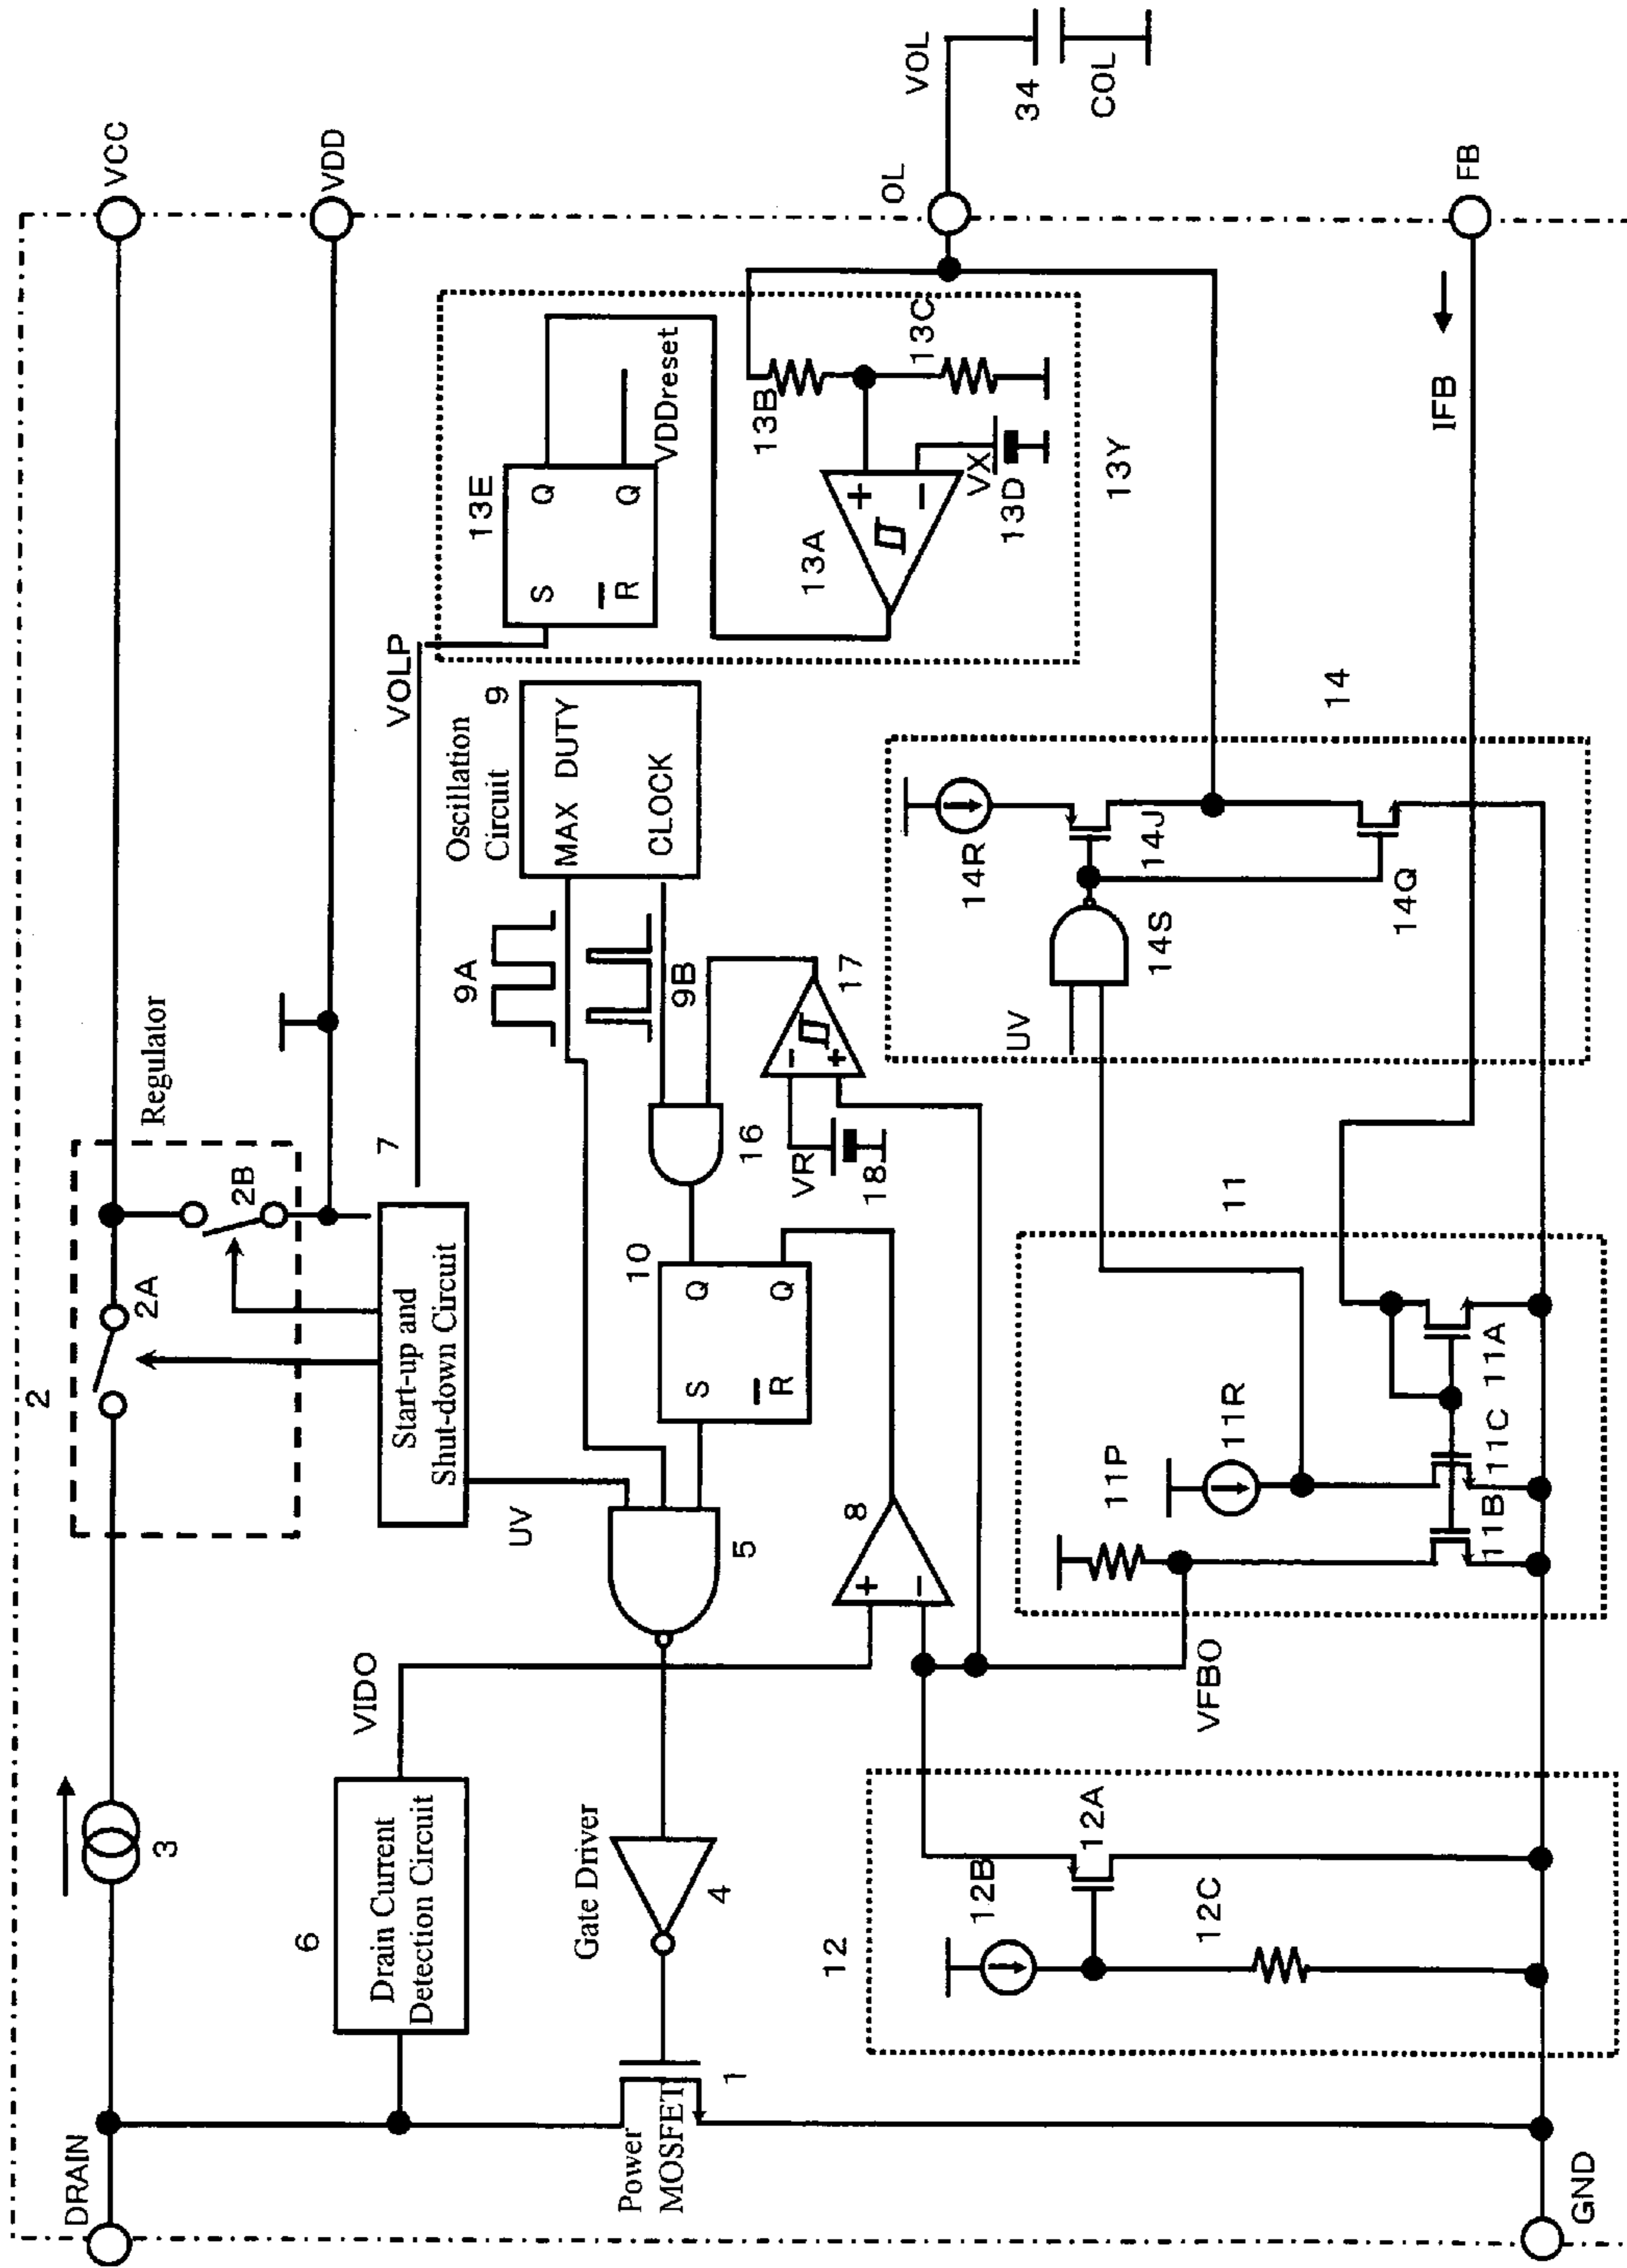 DRAIN
3
2
2A
2B
Regulator
VCC
VDD
6
Drain Current
Detection Circuit
VIDO
Start-up and
Shut-down Circuit
7
VOLP
UV
Power
MOSFET
1
Gate Driver
4
5
10
S
Q
R
Q
16
9A
9B
Oscillation
Circuit
9
MAX DUTY
CLOCK
13E
S
Q
R
Q
VDDreset
8
+
−
VR
18
−
+
17
13A
+
−
VX
13D
13B
13C
13Y
OL
VOL
34
COL
12
12B
12A
12C
VFBO
11
11P
11R
11B
11C
11A
14
UV
14S
14R
14J
14Q
IFB
FB
GND